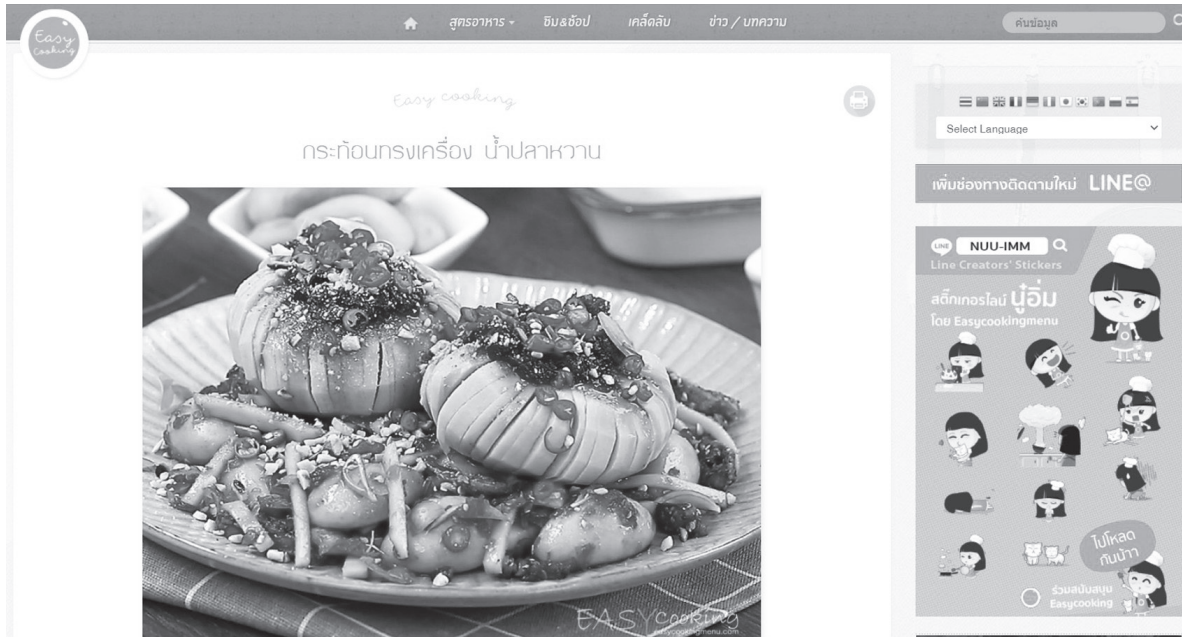 Easy
Cooking
สูตรอาหาร
ชิม&ช้อป
เคล็ดลับ
ข่าว / บทความ
ค้นข้อมูล
Easy cooking
กระท้อนทรงเครื่อง น้ำปลาหวาน
Select Language
เพิ่มช่องทางติดตามใหม่ LINE@
LINE NUU-IMM
Line Creators' Stickers
สติ๊กเกอร์ไลน์ นู๋อิ่ม
โดย Easycookingmenu
ไปโหลด
กันน้าา
ร่วมสนับสนุน
Easycooking
EASYcooking
easycookingmenu.com